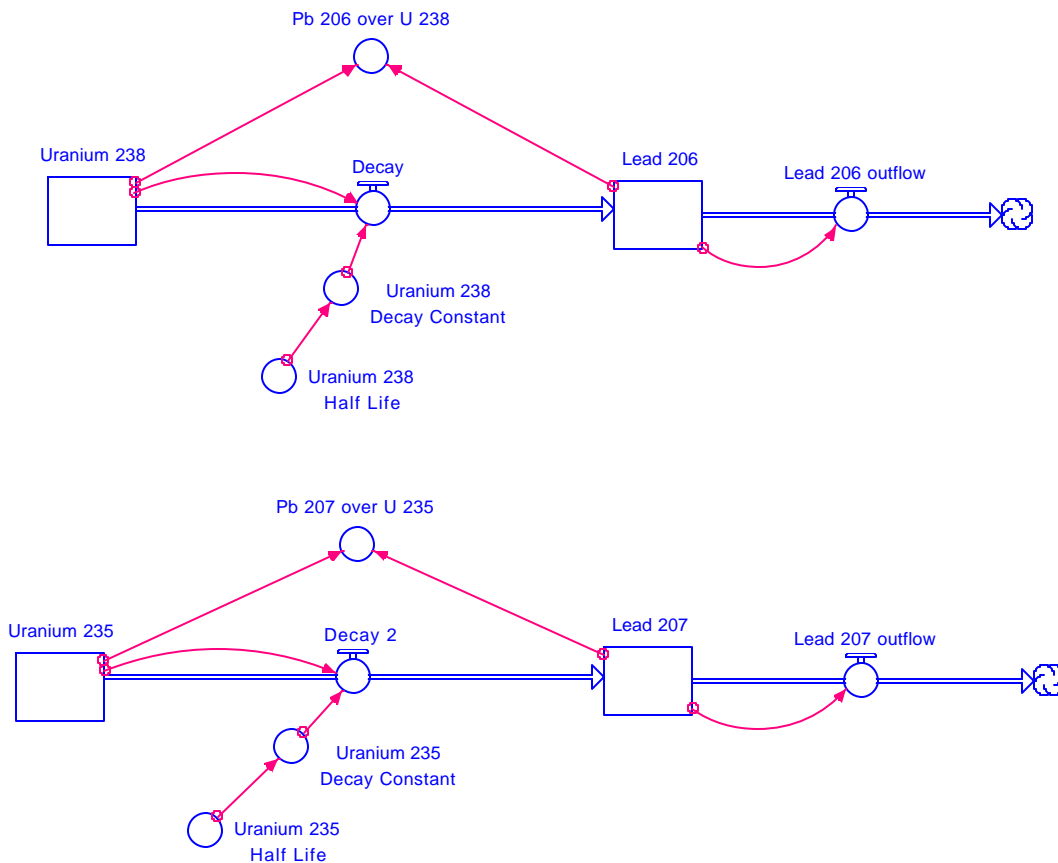 Pb 206 over U 238
Uranium 238
Decay
Lead 206
Lead 206 outflow
Uranium 238
Decay Constant
Uranium 238
Half Life
Pb 207 over U 235
Uranium 235
Decay 2
Lead 207
Lead 207 outflow
Uranium 235
Decay Constant
Uranium 235
Half Life